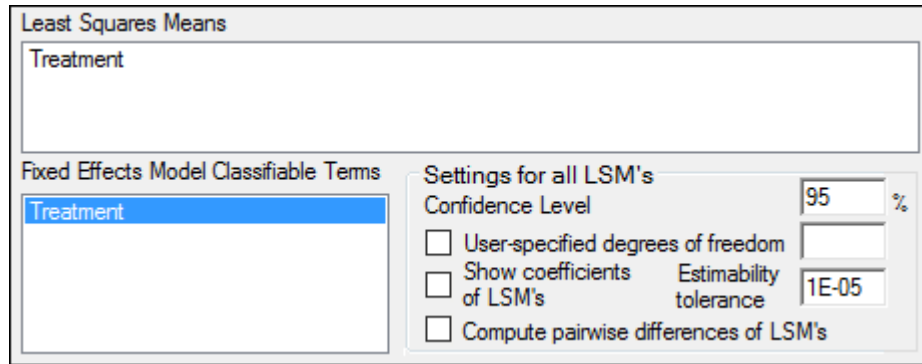 Least Squares Means
Treatment
Fixed Effects Model Classifiable Terms
Treatment
Settings for all LSM's
Confidence Level 95 %
User-specified degrees of freedom
Show coefficients of LSM's
Estimability tolerance 1E-05
Compute pairwise differences of LSM's